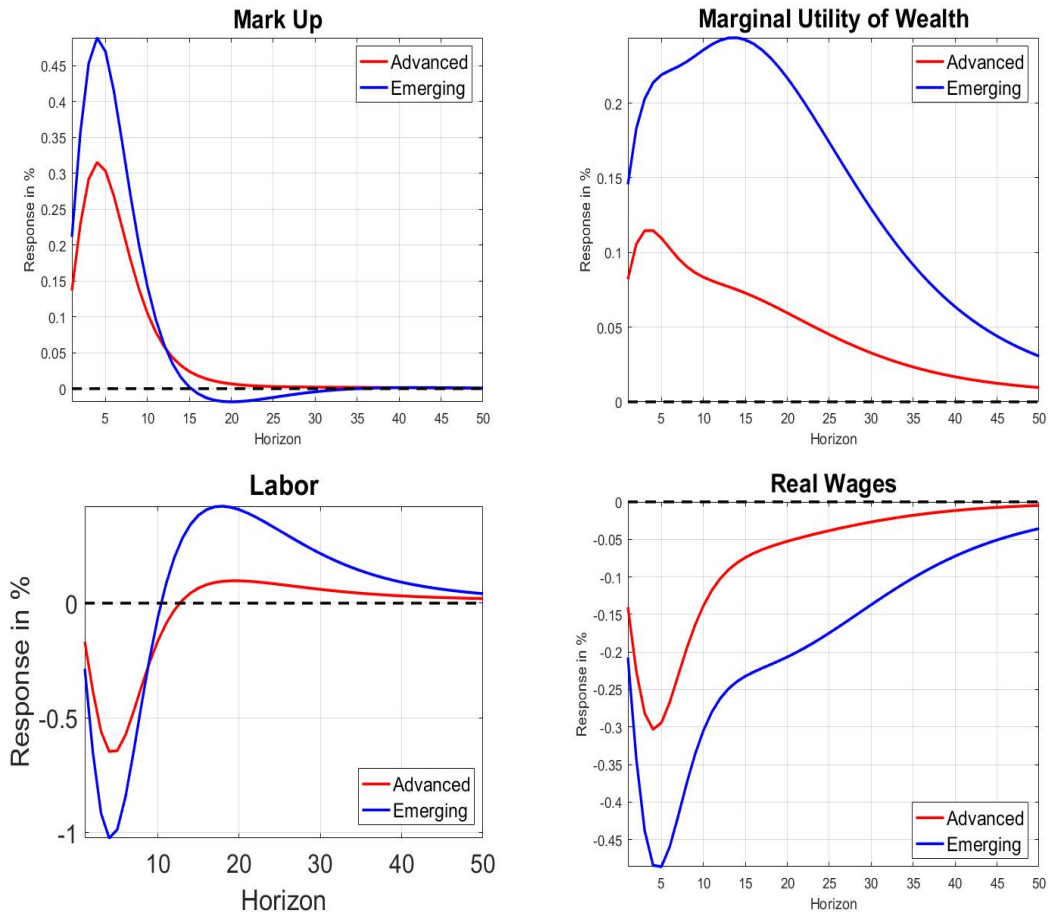 Mark Up
Response in %
0.45
0.4
0.35
0.3
0.25
0.2
0.15
0.1
0.05
0
5 10 15 20 30 40 50
Horizon
Advanced
Emerging
Marginal Utility of Wealth
Response in %
0.2
0.15
0.1
0.05
0
5 10 15 20 25 30 35 40 45 50
Horizon
Advanced
Emerging
Labor
Response in %
0
-0.5
-1
10 20 30 40 50
Horizon
Advanced
Emerging
Real Wages
Response in %
0
-0.05
-0.1
-0.15
-0.2
-0.25
-0.3
-0.35
-0.4
-0.45
5 10 15 20 25 30 35 40 45 50
Horizon
Advanced
Emerging